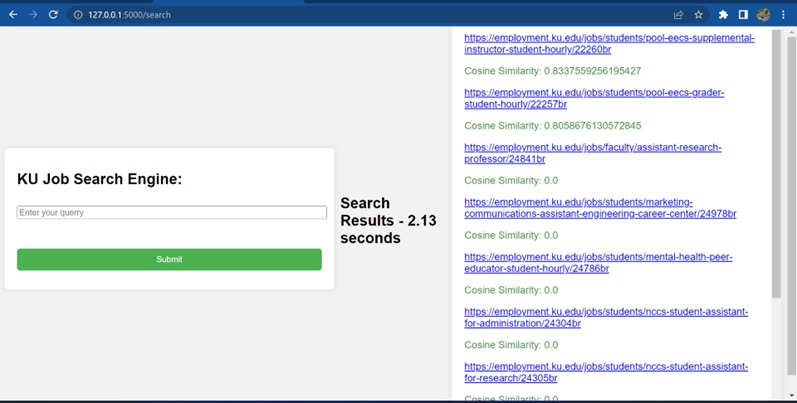 127.0.0.1:5000/search
KU Job Search Engine:
Enter your querry
Submit
Search
Results - 2.13
seconds
https://employment.ku.edu/jobs/students/pool-eecs-supplemental-
instructor-student-hourly/22260br
Cosine Similarity: 0.8337559256195427
https://employment.ku.edu/jobs/students/pool-eecs-grader-
student-hourly/22257br
Cosine Similarity: 0.8058676130572845
https://employment.ku.edu/jobs/faculty/assistant-research-
professor/24841br
Cosine Similarity: 0.0
https://employment.ku.edu/jobs/students/marketing-
communications-assistant-engineering-career-center/24978br
Cosine Similarity: 0.0
https://employment.ku.edu/jobs/students/mental-health-peer-
educator-student-hourly/24786br
Cosine Similarity: 0.0
https://employment.ku.edu/jobs/students/nccs-student-assistant-
for-administration/24304br
Cosine Similarity: 0.0
https://employment.ku.edu/jobs/students/nccs-student-assistant-
for-research/24305br
Cosine Similarity: 0.0